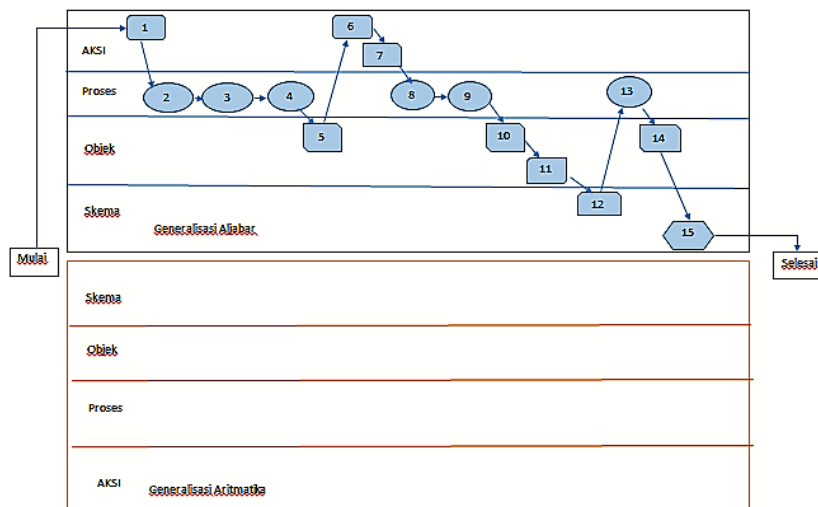 1
6
AKSI
7
Proses
2
3
4
8
9
13
Objek
5
10
14
11
Skema
12
Generalisasi Aljabar
15
Mulai
Selesai
Skema
Objek
Proses
AKSI
Generalisasi Aritmatika